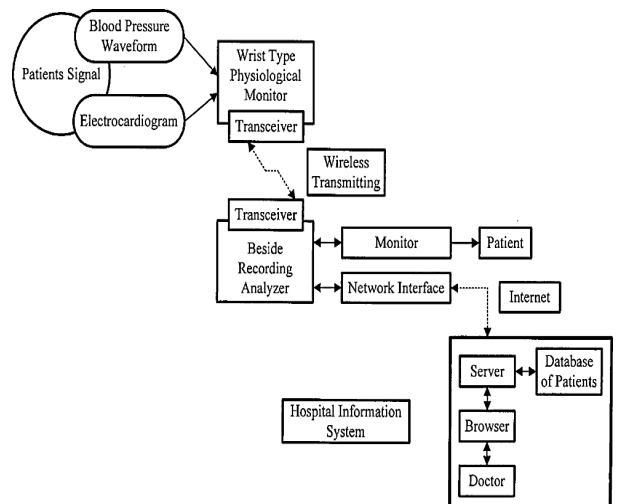 Blood Pressure
Waveform
Patients Signal
Electrocardiogram
Wrist Type
Physiological
Monitor
Transceiver
Wireless
Transmitting
Transceiver
Beside
Recording
Analyzer
Monitor
Patient
Network Interface
Internet
Server
Database
of Patients
Hospital Information
System
Browser
Doctor